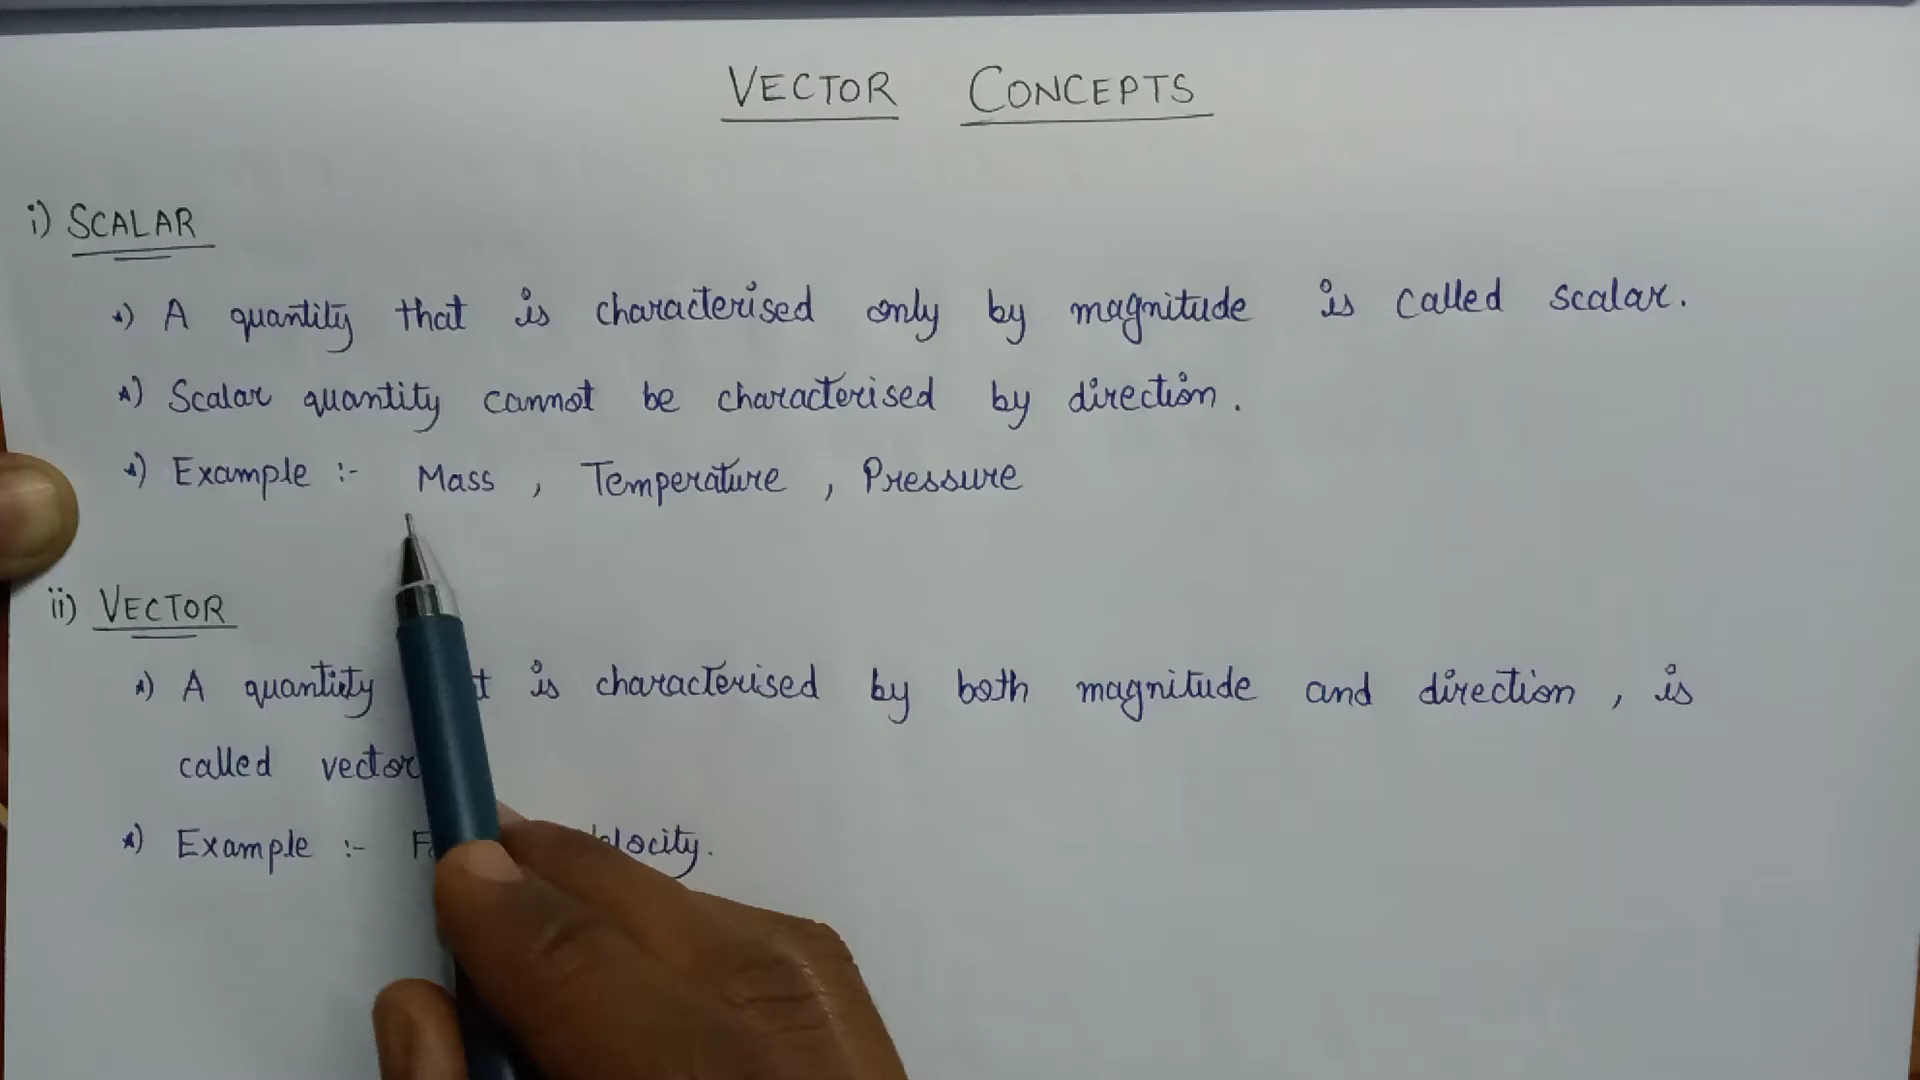 VECTOR CONCEPTS
i) SCALAR
*) A quantity that is characterised only by magnitude is called scalar.
*) Scalar quantity cannot be characterised by direction.
*) Example :- Mass , Temperature , Pressure
ii) VECTOR
*) A quantity is characterised by both magnitude and direction , is
called vector
*) Example :-